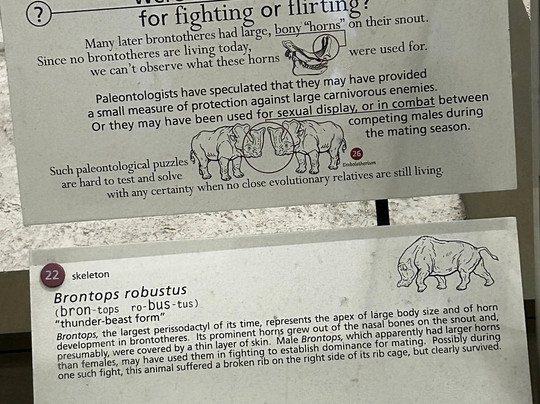 ?
for fighting or flirting?
Many later brontotheres had large, bony "horns" on their snout.
Since no brontotheres are living today,
we can't observe what these horns were used for.
Paleontologists have speculated that they may have provided
a small measure of protection against large carnivorous enemies.
Or they may have been used for sexual display, or in combat between
competing males during
the mating season.
26
Embolotherium
Such paleontological puzzles
are hard to test and solve
with any certainty when no close evolutionary relatives are still living.
22 skeleton
Brontops robustus
(bron-tops ro-bus-tus)
"thunder-beast form"
Brontops, the largest perissodactyl of its time, represents the apex of large body size and of horn
development in brontotheres. Its prominent horns grew out of the nasal bones on the snout and,
presumably, were covered by a thin layer of skin. Male Brontops, which apparently had larger horns
than females, may have used them in fighting to establish dominance for mating. Possibly during
one such fight, this animal suffered a broken rib on the right side of its rib cage, but clearly survived.